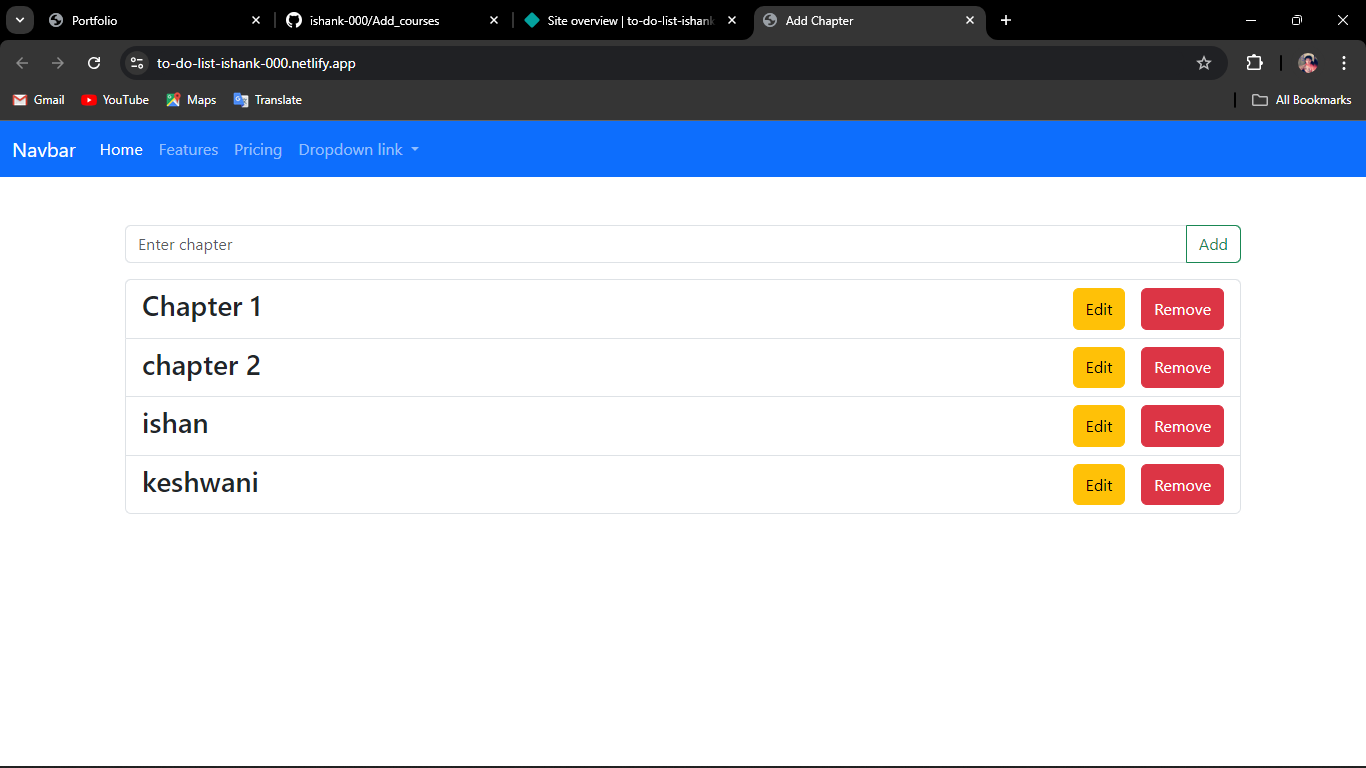 Portfolio ishank-000/Add_courses Site overview | to-do-list-ishank Add Chapter
to-do-list-ishank-000.netlify.app
Gmail YouTube Maps Translate All Bookmarks
Navbar Home Features Pricing Dropdown link
Enter chapter Add
Chapter 1 Edit Remove
chapter 2 Edit Remove
ishan Edit Remove
keshwani Edit Remove